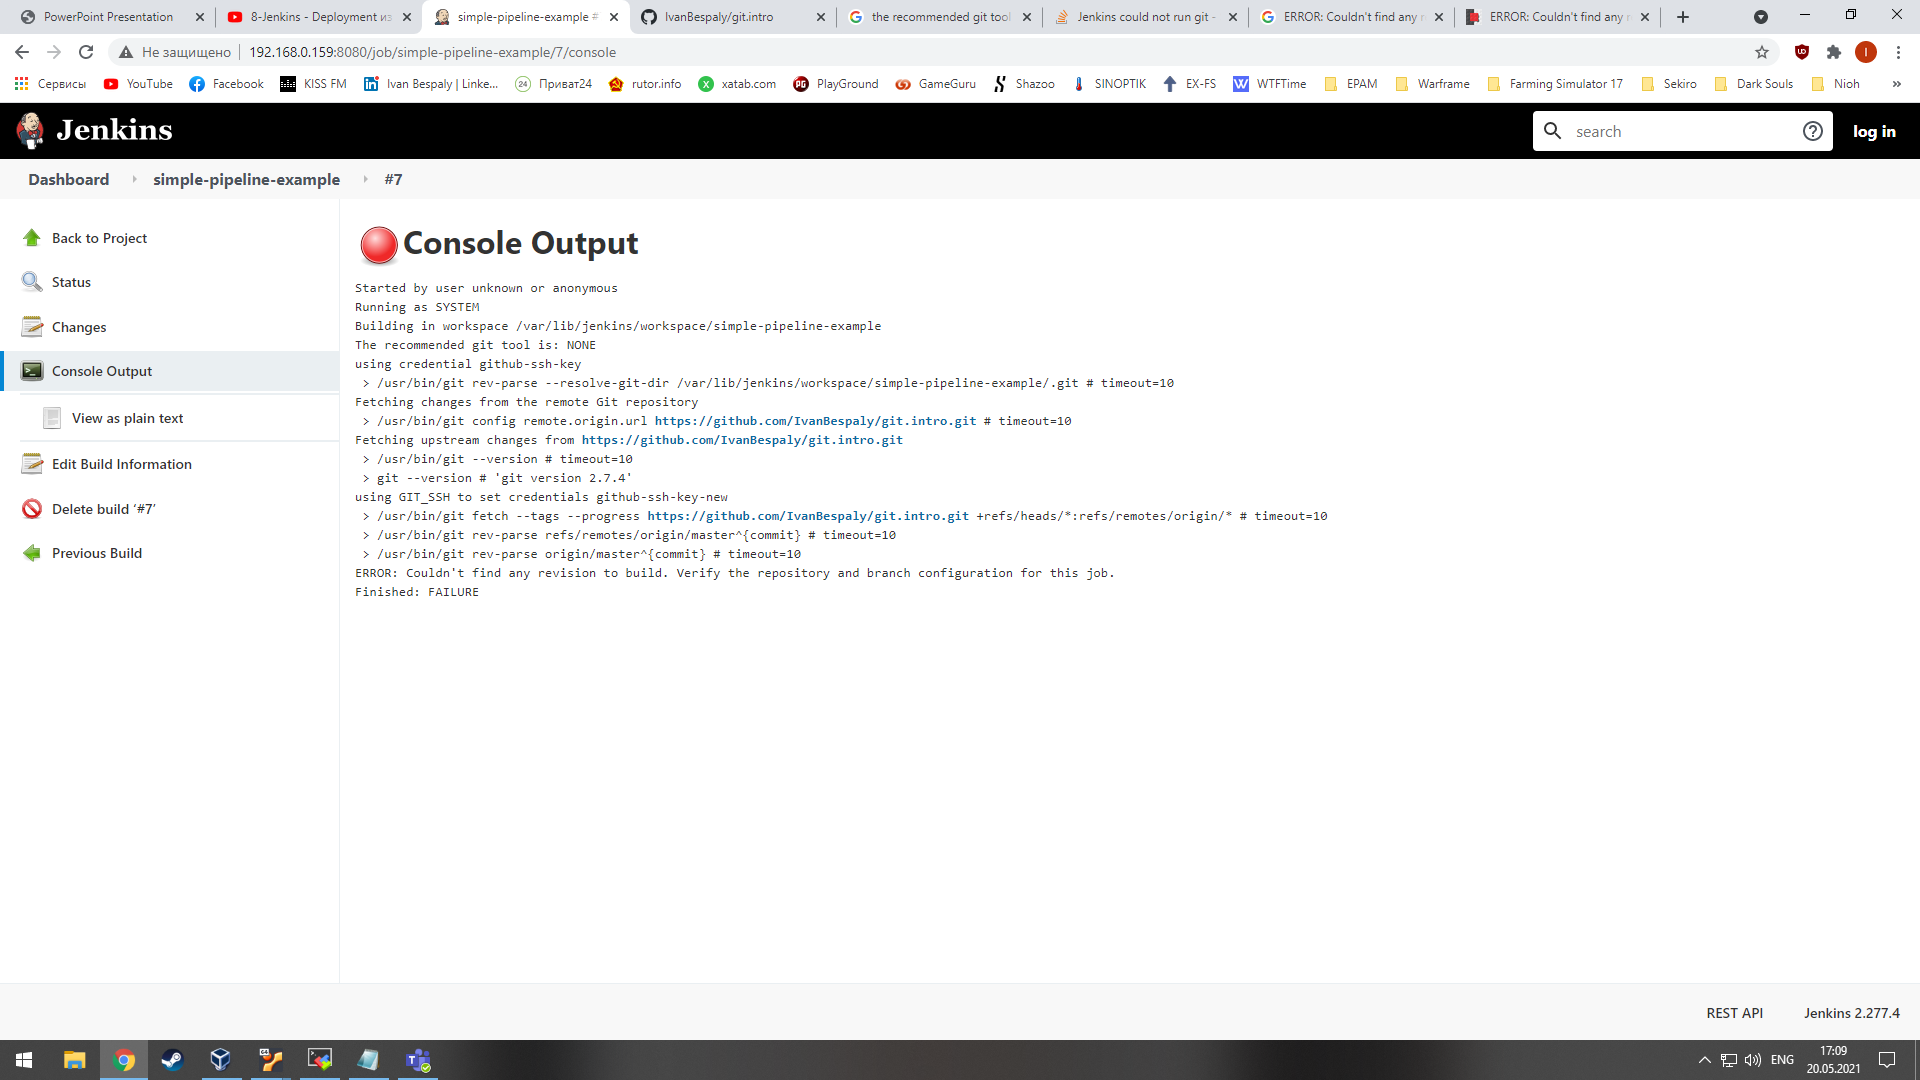 PowerPoint Presentation
8-Jenkins - Deployment из
simple-pipeline-example #
IvanBespaly/git.intro
the recommended git tool
Jenkins could not run git -
ERROR: Couldn't find any r
ERROR: Couldn't find any r
Не защищено
192.168.0.159:8080/job/simple-pipeline-example/7/console
Сервисы
YouTube
Facebook
KISS FM
Ivan Bespaly | Linke...
Приват24
rutor.info
xatab.com
PlayGround
GameGuru
Shazoo
SINOPTIK
EX-FS
WTFTime
EPAM
Warframe
Farming Simulator 17
Sekiro
Dark Souls
Nioh
»
Jenkins
search
log in
Dashboard
simple-pipeline-example
#7
Back to Project
Status
Changes
Console Output
View as plain text
Edit Build Information
Delete build ‘#7’
Previous Build
Console Output
Started by user unknown or anonymous
Running as SYSTEM
Building in workspace /var/lib/jenkins/workspace/simple-pipeline-example
The recommended git tool is: NONE
using credential github-ssh-key
> /usr/bin/git rev-parse --resolve-git-dir /var/lib/jenkins/workspace/simple-pipeline-example/.git # timeout=10
Fetching changes from the remote Git repository
> /usr/bin/git config remote.origin.url https://github.com/IvanBespaly/git.intro.git # timeout=10
Fetching upstream changes from https://github.com/IvanBespaly/git.intro.git
> /usr/bin/git --version # timeout=10
> git --version # 'git version 2.7.4'
using GIT_SSH to set credentials github-ssh-key-new
> /usr/bin/git fetch --tags --progress https://github.com/IvanBespaly/git.intro.git +refs/heads/*:refs/remotes/origin/* # timeout=10
> /usr/bin/git rev-parse refs/remotes/origin/master^{commit} # timeout=10
> /usr/bin/git rev-parse origin/master^{commit} # timeout=10
ERROR: Couldn't find any revision to build. Verify the repository and branch configuration for this job.
Finished: FAILURE
REST API
Jenkins 2.277.4
ENG
17:09
20.05.2021